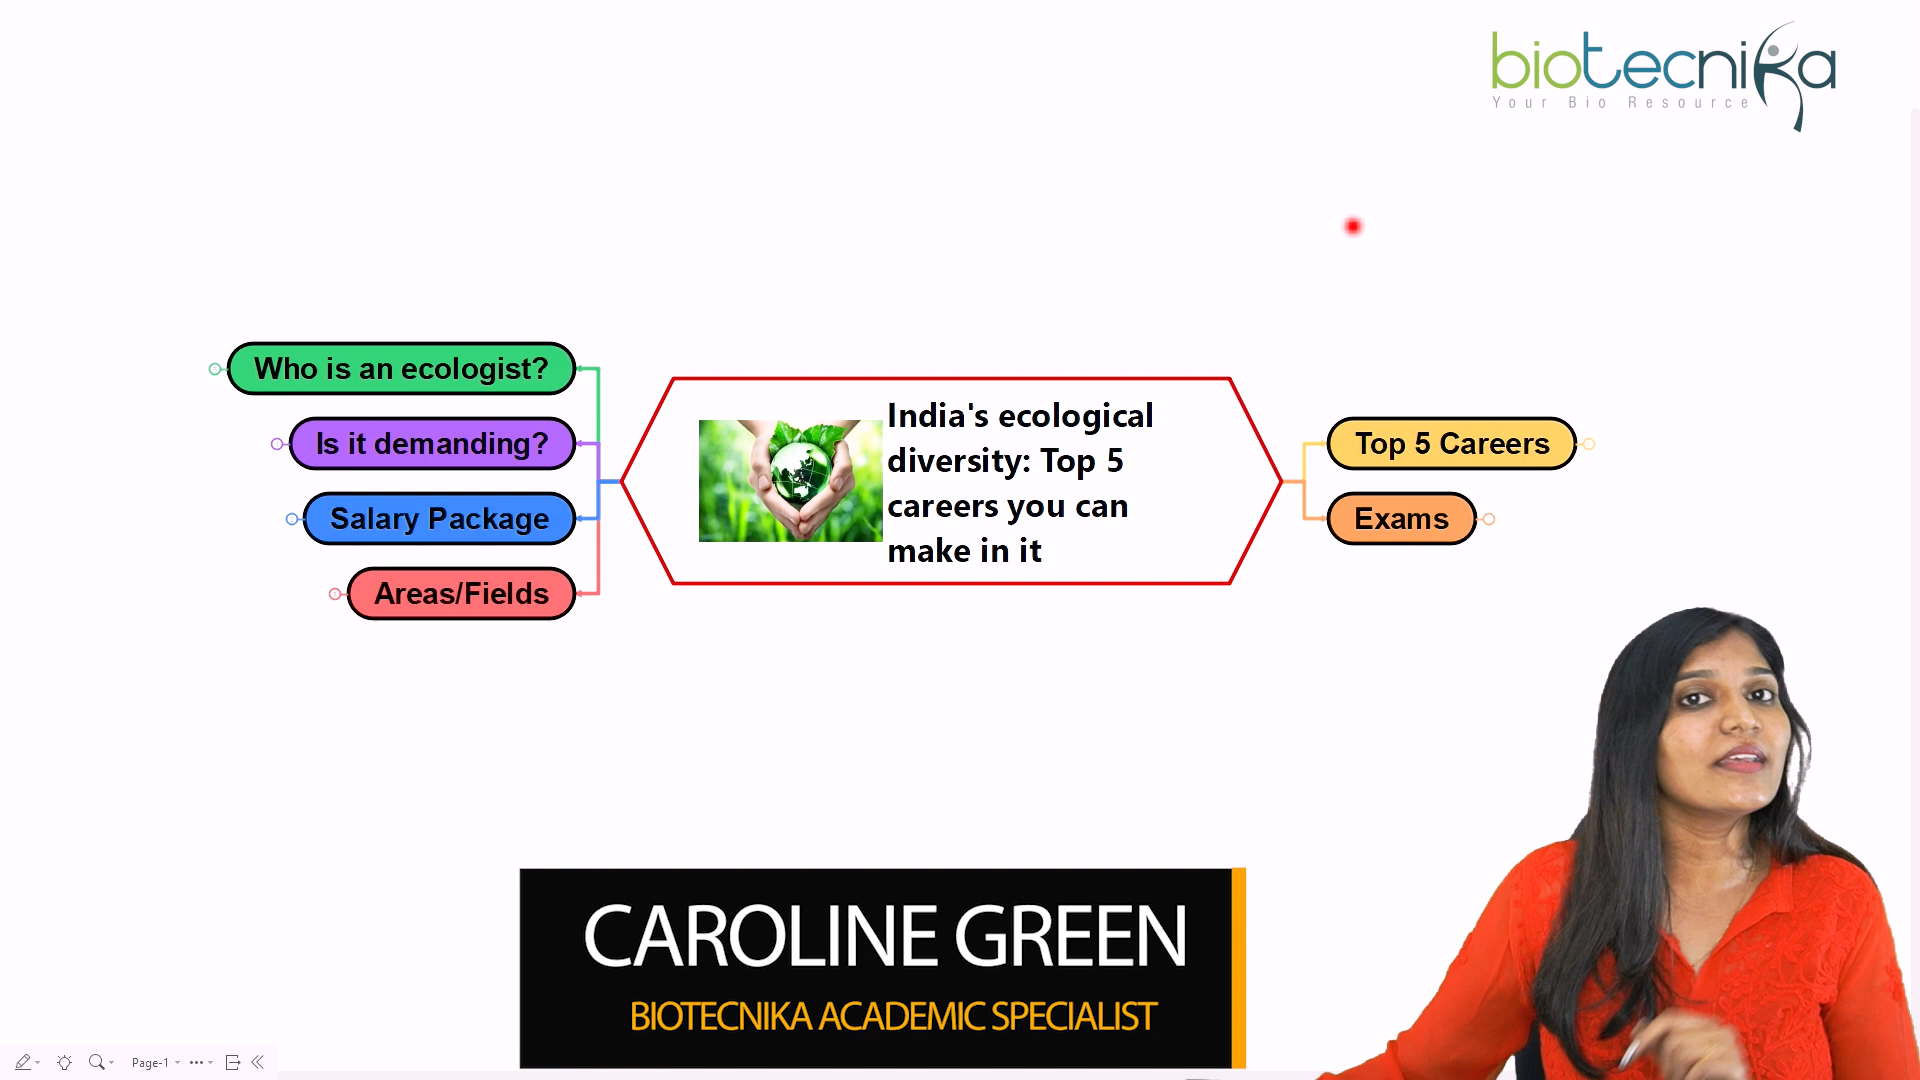 biotecnika
Your Bio Resource
Who is an ecologist?
Is it demanding?
Salary Package
Areas/Fields
India's ecological
diversity: Top 5
careers you can
make in it
Top 5 Careers
Exams
CAROLINE GREEN
BIOTECNIKA ACADEMIC SPECIALIST
Page-1